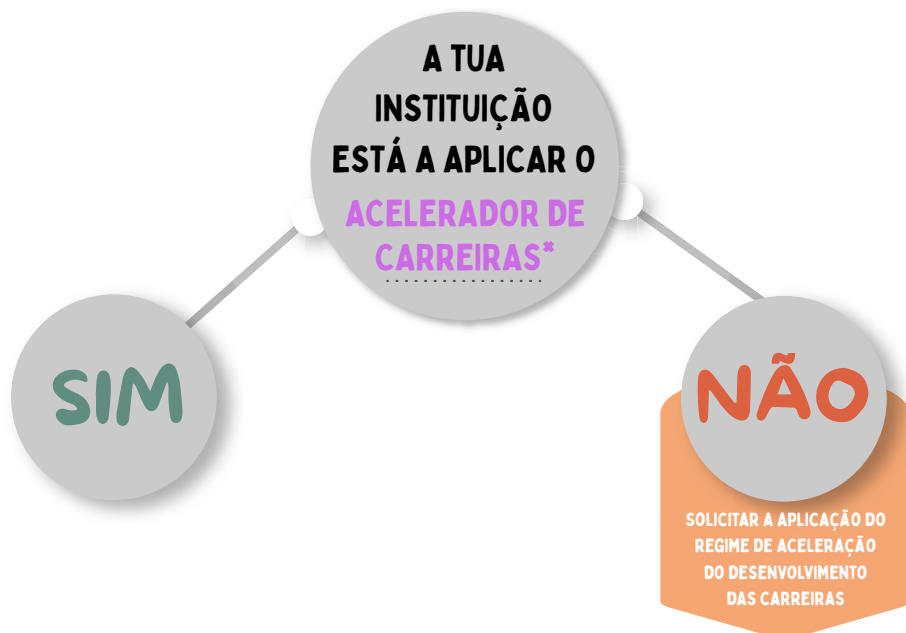 A TUA
INSTITUIÇÃO
ESTÁ A APLICAR O
ACELERADOR DE
CARREIRAS*
SIM
NÃO
SOLICITAR A APLICAÇÃO DO
REGIME DE ACELERAÇÃO
DO DESENVOLVIMENTO
DAS CARREIRAS